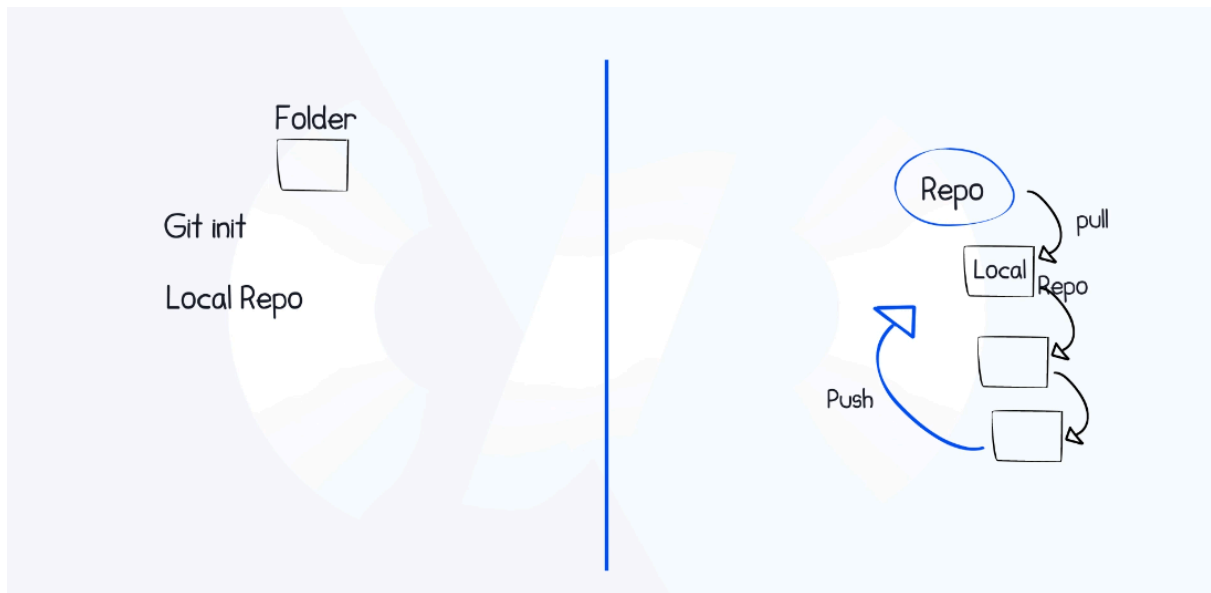 Folder
Git init
Local Repo
Repo
pull
Local
Repo
Push